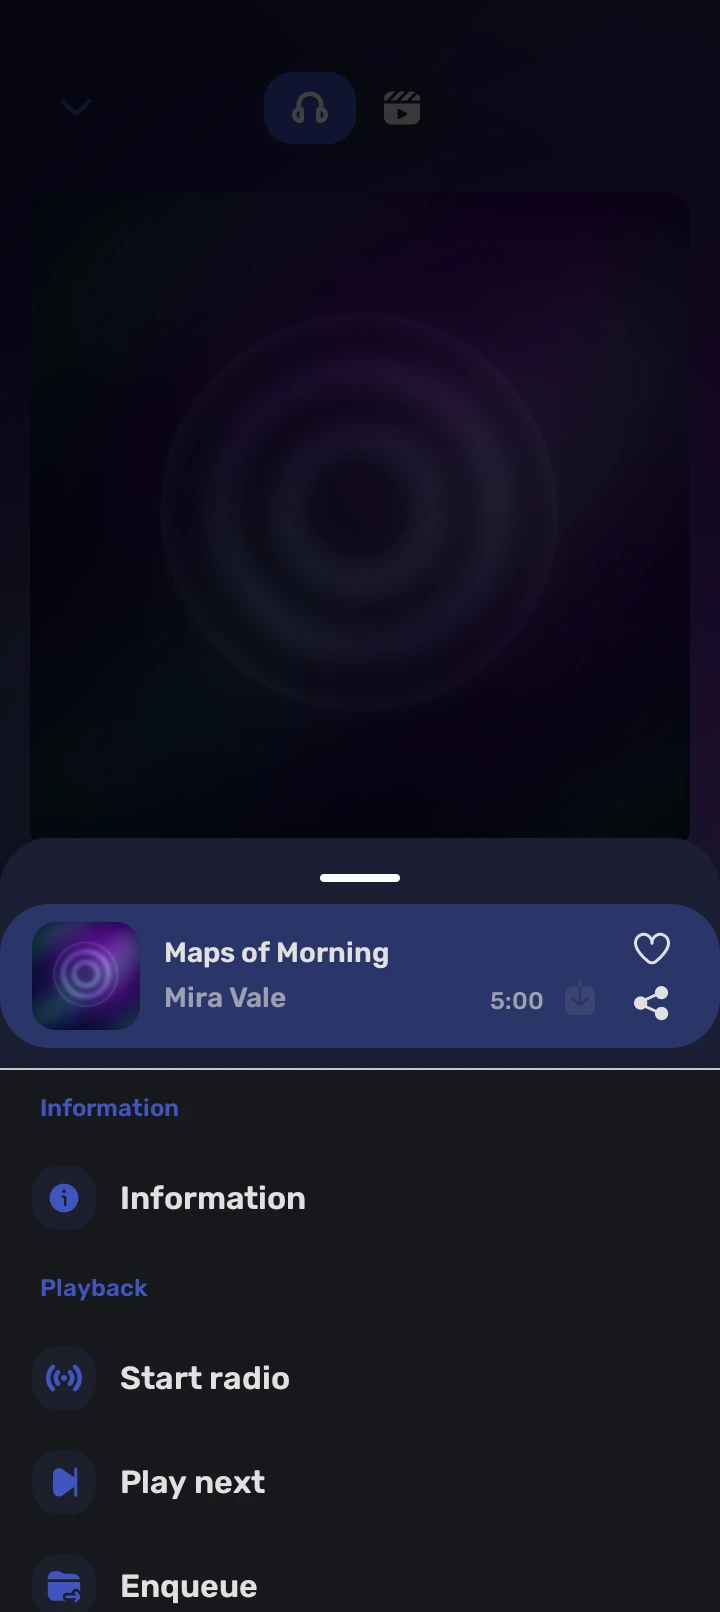 Maps of Morning
Mira Vale
5:00
Information
Information
Playback
Start radio
Play next
Enqueue